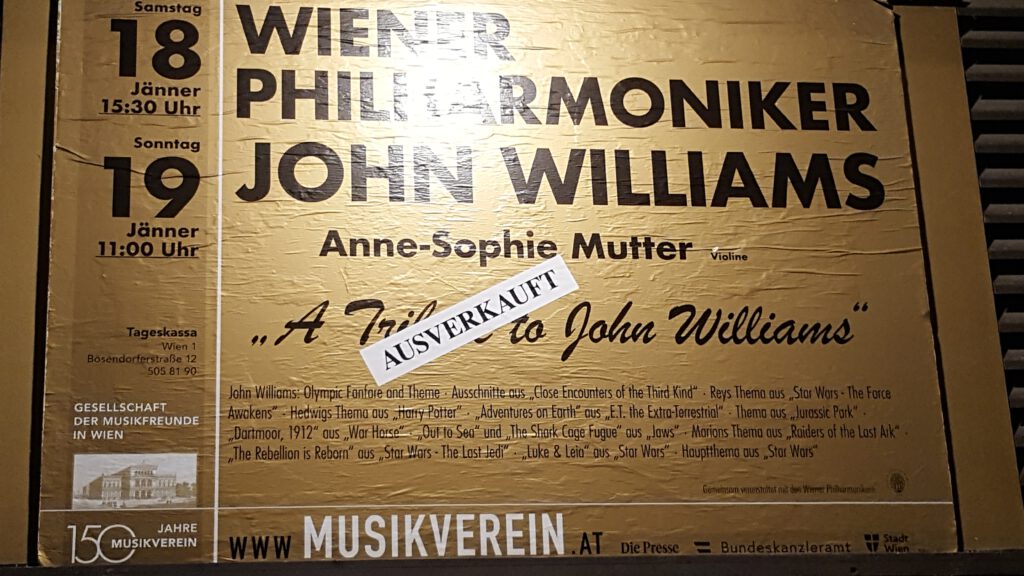 Samstag
18
Jänner
15:30 Uhr
Sonntag
19
Jänner
11:00 Uhr
Tageskassa
Wien 1
Bösendorferstraße 12
505 81 90
GESELLSCHAFT
DER MUSIKFREUNDE
IN WIEN
150 JAHRE
MUSIKVEREIN
WIENER
PHILHARMONIKER
JOHN WILLIAMS
Anne-Sophie Mutter Violine
AUSVERKAUFT
„A Tribute to John Williams“
John Williams: Olympic Fanfare and Theme · Ausschnitte aus „Close Encounters of the Third Kind“ · Reys Thema aus „Star Wars - The Force
Awakens“ · Hedwigs Thema aus „Harry Potter“ · „Adventures on Earth“ aus „E.T. the Extra-Terrestrial“ · Thema aus „Jurassic Park“ ·
„Dartmoor, 1912“ aus „War Horse“ · „Out to Sea“ und „The Shark Cage Fugue“ aus „Jaws“ · Marions Thema aus „Raiders of the Lost Ark“ ·
„The Rebellion is Reborn“ aus „Star Wars - The Last Jedi“ · „Luke & Leia“ aus „Star Wars“ · Hauptthema aus „Star Wars“
Gemeinsam veranstaltet mit den Wiener Philharmonikern
WWW MUSIKVEREIN.AT Die Presse Bundeskanzleramt Stadt
Wien